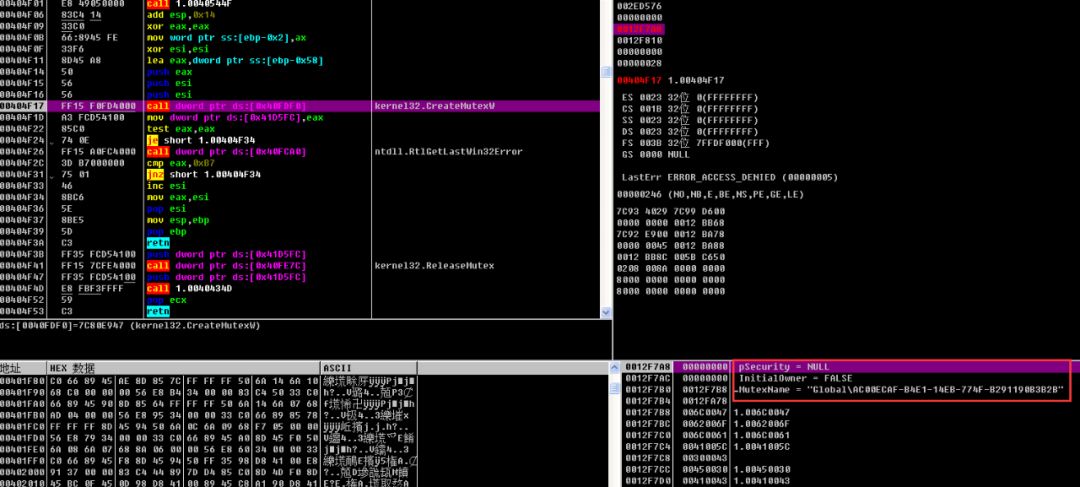 00404F01 E8 49050000 call 1.0040544F
00404F06 83C4 14 add esp,0x14
00404F09 33C0 xor eax,eax
00404F0B 66:8945 FE mov word ptr ss:[ebp-0x2],ax
00404F0F 33F6 xor esi,esi
00404F11 8D45 A8 lea eax,dword ptr ss:[ebp-0x58]
00404F14 50 push eax
00404F15 56 push esi
00404F16 56 push esi
00404F17 FF15 F0FD4000 call dword ptr ds:[0x40FDF0] kernel32.CreateMutexW
00404F1D A3 FCD54100 mov dword ptr ds:[0x41D5FC],eax
00404F22 85C0 test eax,eax
00404F24 74 0E je short 1.00404F34
00404F26 FF15 A0FC4000 call dword ptr ds:[0x40FCA0] ntdll.RtlGetLastWin32Error
00404F2C 3D B7000000 cmp eax,0xB7
00404F31 75 01 jnz short 1.00404F34
00404F33 46 inc esi
00404F34 8BC6 mov eax,esi
00404F36 5E pop esi
00404F37 8BE5 mov esp,ebp
00404F39 5D pop ebp
00404F3A C3 retn
00404F3B FF35 FCD54100 push dword ptr ds:[0x41D5FC]
00404F41 FF15 7CFE4000 call dword ptr ds:[0x40FE7C] kernel32.ReleaseMutex
00404F47 FF35 FCD54100 push dword ptr ds:[0x41D5FC]
00404F4D E8 FBF3FFFF call 1.0040434D
00404F52 59 pop ecx
00404F53 C3 retn
ds:[0040FDF0]=7C80E947 (kernel32.CreateMutexW)
002ED576
00000000
0012F7A8
0012F810
00000000
00000028
00404F17 1.00404F17
ES 0023 32位 0(FFFFFFFF)
CS 001B 32位 0(FFFFFFFF)
SS 0023 32位 0(FFFFFFFF)
DS 0023 32位 0(FFFFFFFF)
FS 003B 32位 7FFDF000(FFF)
GS 0000 NULL
LastErr ERROR_ACCESS_DENIED (00000005)
00000246 (NO,NB,E,BE,NS,PE,GE,LE)
7C93 4029 7C99 D600
0000 0000 0012 BB68
7C92 E900 0012 BA78
0000 0045 0012 BA88
0012 BB8C 005B C650
0208 008A 0000 0000
8000 0000 0000 0000
8000 0000 0000 0000
地址 HEX 数据 ASCII
00401F80 C0 66 89 45 AE 8D 85 7C FF FF FF 50 6A 14 6A 10
00401F90 68 C0 00 00 00 56 E8 B4 34 00 00 83 C4 50 33 C0
00401FA0 66 89 45 90 8D 85 64 FF FF FF 50 6A 16 6A 07 68
00401FB0 AD 04 00 00 56 E8 95 34 00 00 33 C0 66 89 85 78
00401FC0 FF FF FF 8D 45 94 50 6A 0C 6A 09 68 F7 05 00 00
00401FD0 56 E8 79 34 00 00 33 C0 66 89 45 A0 8D 45 F0 50
00401FE0 6A 08 6A 07 68 8A 06 00 00 56 E8 60 34 00 00 33
00401FF0 C0 66 89 45 F8 8D 45 94 50 FF 35 98 D8 41 00 E8
00402000 91 37 00 00 83 C4 44 89 7D D4 85 C0 8D 4D F0 8D
00402010 45 BC 0F 45 0D 98 D8 41 00 89 45 C8 A1 90 D8 41
0012F7A8 00000000 pSecurity = NULL
0012F7AC 00000000 InitialOwner = FALSE
0012F7B0 0012F7B8 MutexName = "Global\AC00ECAF-B4E1-14EB-774F-B291190B3B2B"
0012F7B4 0012FA78
0012F7B8 006C0047 1.006C0047
0012F7BC 0062006F 1.0062006F
0012F7C0 006C0061 1.006C0061
0012F7C4 0041005C 1.0041005C
0012F7C8 00300043
0012F7CC 00450030 1.00450030
0012F7D0 00410043 1.00410043